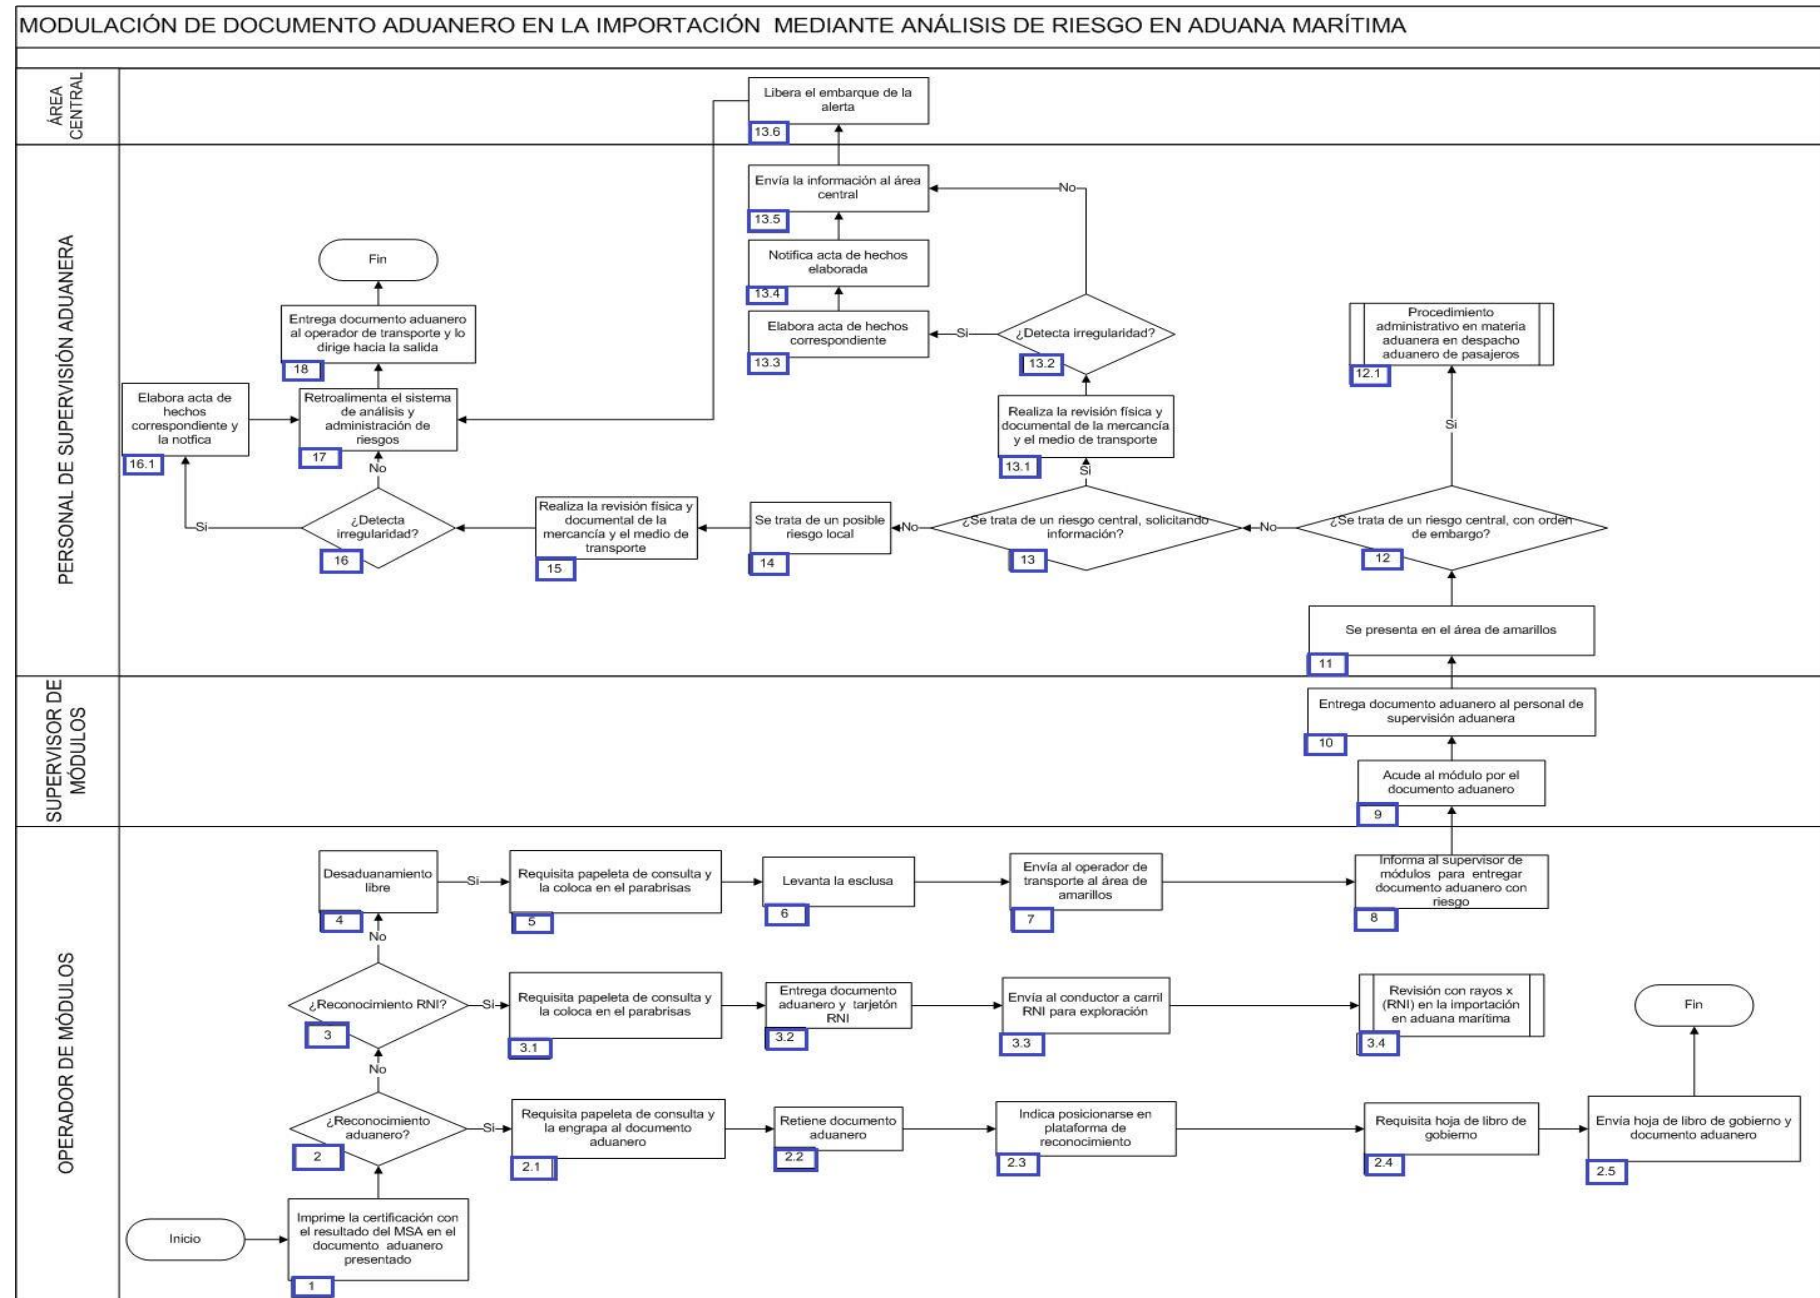 MODULACIÓN DE DOCUMENTO ADUANERO EN LA IMPORTACIÓN MEDIANTE ANÁLISIS DE RIESGO EN ADUANA MARÍTIMA
ÁREA
CENTRAL
Libera el embarque de la
alerta
13.6
PERSONAL DE SUPERVISIÓN ADUANERA
Envía la información al área
central
13.5
No
Notifica acta de hechos
elaborada
13.4
Elabora acta de hechos
correspondiente
13.3
Si
¿Detecta irregularidad?
13.2
Procedimiento
administrativo en materia
aduanera en despacho
aduanero de pasajeros
12.1
Fin
Entrega documento aduanero
al operador de transporte y lo
dirige hacia la salida
18
Elabora acta de
hechos
correspondiente y
la notfica
16.1
Retroalimenta el sistema
de análisis y
administración de
riesgos
17
No
Realiza la revisión física y
documental de la mercancía
y el medio de transporte
13.1
Si
Si
Si
¿Detecta
irregularidad?
16
Realiza la revisión física y
documental de la
mercancía y el medio de
transporte
15
Se trata de un posible
riesgo local
14
No
¿Se trata de un riesgo central, solicitando
información?
13
No
¿Se trata de un riesgo central, con orden
de embargo?
12
Se presenta en el área de amarillos
11
SUPERVISOR DE
MÓDULOS
Entrega documento aduanero al personal de
supervisión aduanera
10
Acude al módulo por el
documento aduanero
9
OPERADOR DE MÓDULOS
Desaduanamiento
libre
4
Si
Requisita papeleta de consulta y
la coloca en el parabrisas
5
Levanta la esclusa
6
Envía al operador de
transporte al área de
amarillos
7
Informa al supervisor de
módulos para entregar
documento aduanero con
riesgo
8
No
¿Reconocimiento RNI?
3
Si
Requisita papeleta de consulta y
la coloca en el parabrisas
3.1
Entrega documento
aduanero y tarjetón
RNI
3.2
Envía al conductor a carril
RNI para exploración
3.3
Revisión con rayos x
(RNI) en la importación
en aduana marítima
3.4
Fin
No
¿Reconocimiento
aduanero?
2
Si
Requisita papeleta de consulta y
la engrapa al documento
aduanero
2.1
Retiene documento
aduanero
2.2
Indica posicionarse en
plataforma de
reconocimiento
2.3
Requisita hoja de libro de
gobierno
2.4
Envía hoja de libro de gobierno y
documento aduanero
2.5
Inicio
Imprime la certificación con
el resultado del MSA en el
documento aduanero
presentado
1